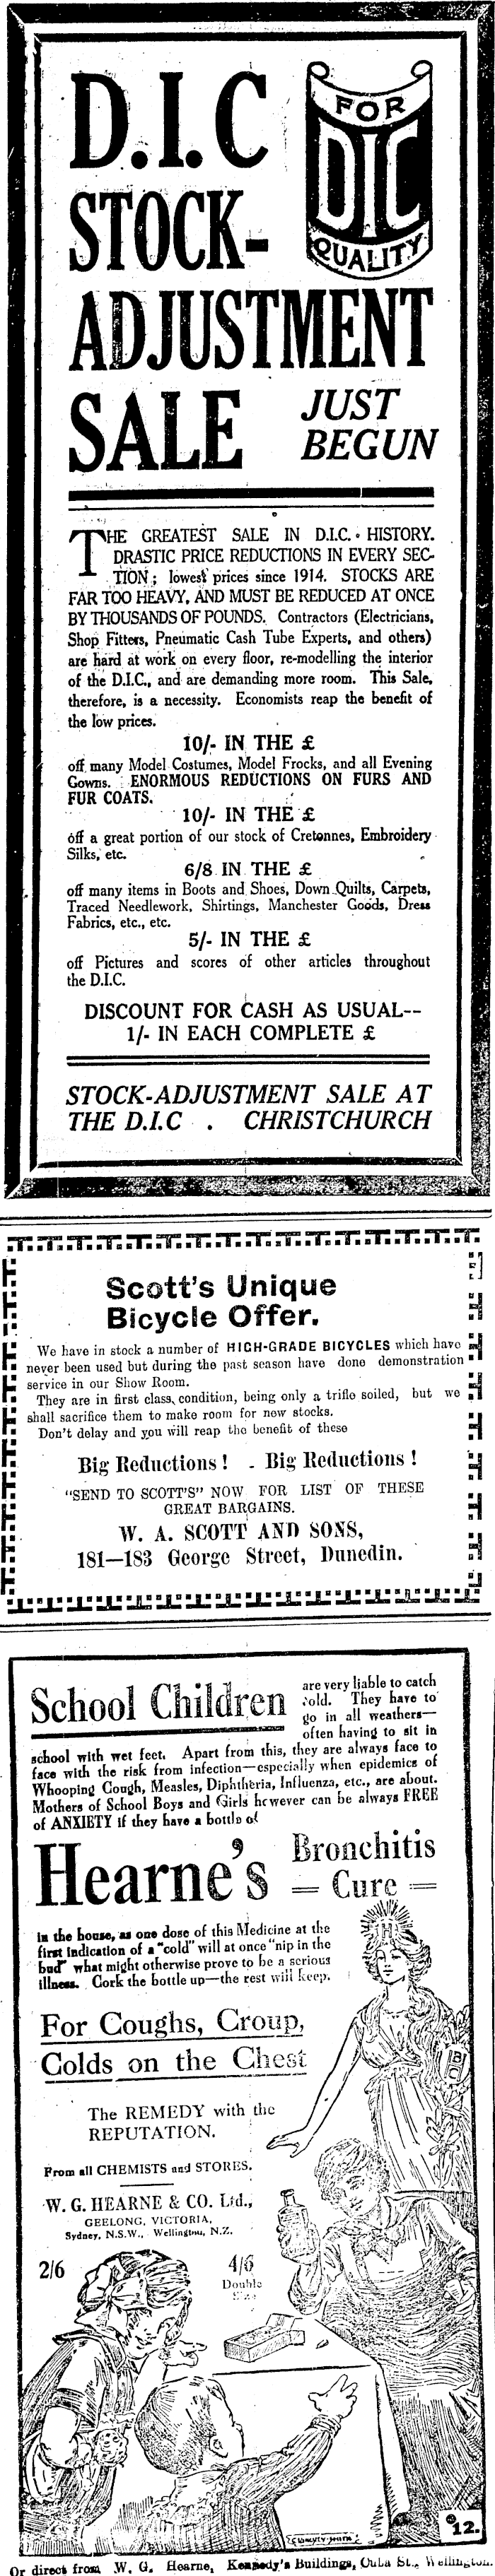 D.I.C
FOR
DIC
QUALITY
STOCK-
ADJUSTMENT
SALE JUST
BEGUN
THE GREATEST SALE IN D.I.C. HISTORY.
DRASTIC PRICE REDUCTIONS IN EVERY SEC-
TION; lowest prices since 1914. STOCKS ARE
FAR TOO HEAVY, AND MUST BE REDUCED AT ONCE
BY THOUSANDS OF POUNDS. Contractors (Electricians,
Shop Fitters, Pneumatic Cash Tube Experts, and others)
are hard at work on every floor, re-modelling the interior
of the D.I.C., and are demanding more room. This Sale,
therefore, is a necessity. Economists reap the benefit of
the low prices.
10/- IN THE £
off many Model Costumes, Model Frocks, and all Evening
Gowns. ENORMOUS REDUCTIONS ON FURS AND
FUR COATS.
10/- IN THE £
off a great portion of our stock of Cretonnes, Embroidery
Silks, etc.
6/8 IN THE £
off many items in Boots and Shoes, Down Quilts, Carpets,
Traced Needlework, Shirtings, Manchester Goods, Dress
Fabrics, etc., etc.
5/- IN THE £
off Pictures and scores of other articles throughout
the D.I.C.
DISCOUNT FOR CASH AS USUAL--
1/- IN EACH COMPLETE £
STOCK-ADJUSTMENT SALE AT
THE D.I.C . CHRISTCHURCH
Scott's Unique
Bicycle Offer.
We have in stock a number of HIGH-GRADE BICYCLES which have
never been used but during the past season have done demonstration
service in our Show Room.
They are in first class condition, being only a trifle soiled, but we
shall sacrifice them to make room for new stocks.
Don't delay and you will reap the benefit of these
Big Reductions! - Big Reductions!
"SEND TO SCOTT'S" NOW FOR LIST OF THESE
GREAT BARGAINS.
W. A. SCOTT AND SONS,
181—183 George Street, Dunedin.
School Children
are very liable to catch
cold. They have to
go in all weathers—
often having to sit in
school with wet feet. Apart from this, they are always face to
face with the risk from infection—especially when epidemics of
Whooping Cough, Measles, Diphtheria, Influenza, etc., are about.
Mothers of School Boys and Girls however can be always FREE
of ANXIETY if they have a bottle of
Hearne's Bronchitis
Cure
in the house, as one dose of this Medicine at the
first indication of a "cold" will at once "nip in the
bud" what might otherwise prove to be a serious
illness. Cork the bottle up—the rest will keep.
For Coughs, Croup,
Colds on the Chest
The REMEDY with the
REPUTATION.
From all CHEMISTS and STORES.
W. G. HEARNE & CO. Ltd.,
GEELONG, VICTORIA,
Sydney, N.S.W., Wellington, N.Z.
2/6 4/6
Double
Size
H
12.
Or direct from W. G. Hearne, Kennedy's Buildings, Cuba St., Wellington.